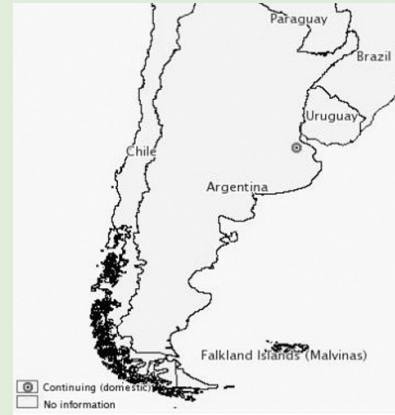 Paraguay
Brazil
Uruguay
Chile
Argentina
Falkland Islands (Malvinas)
Continuing (domestic)
No information